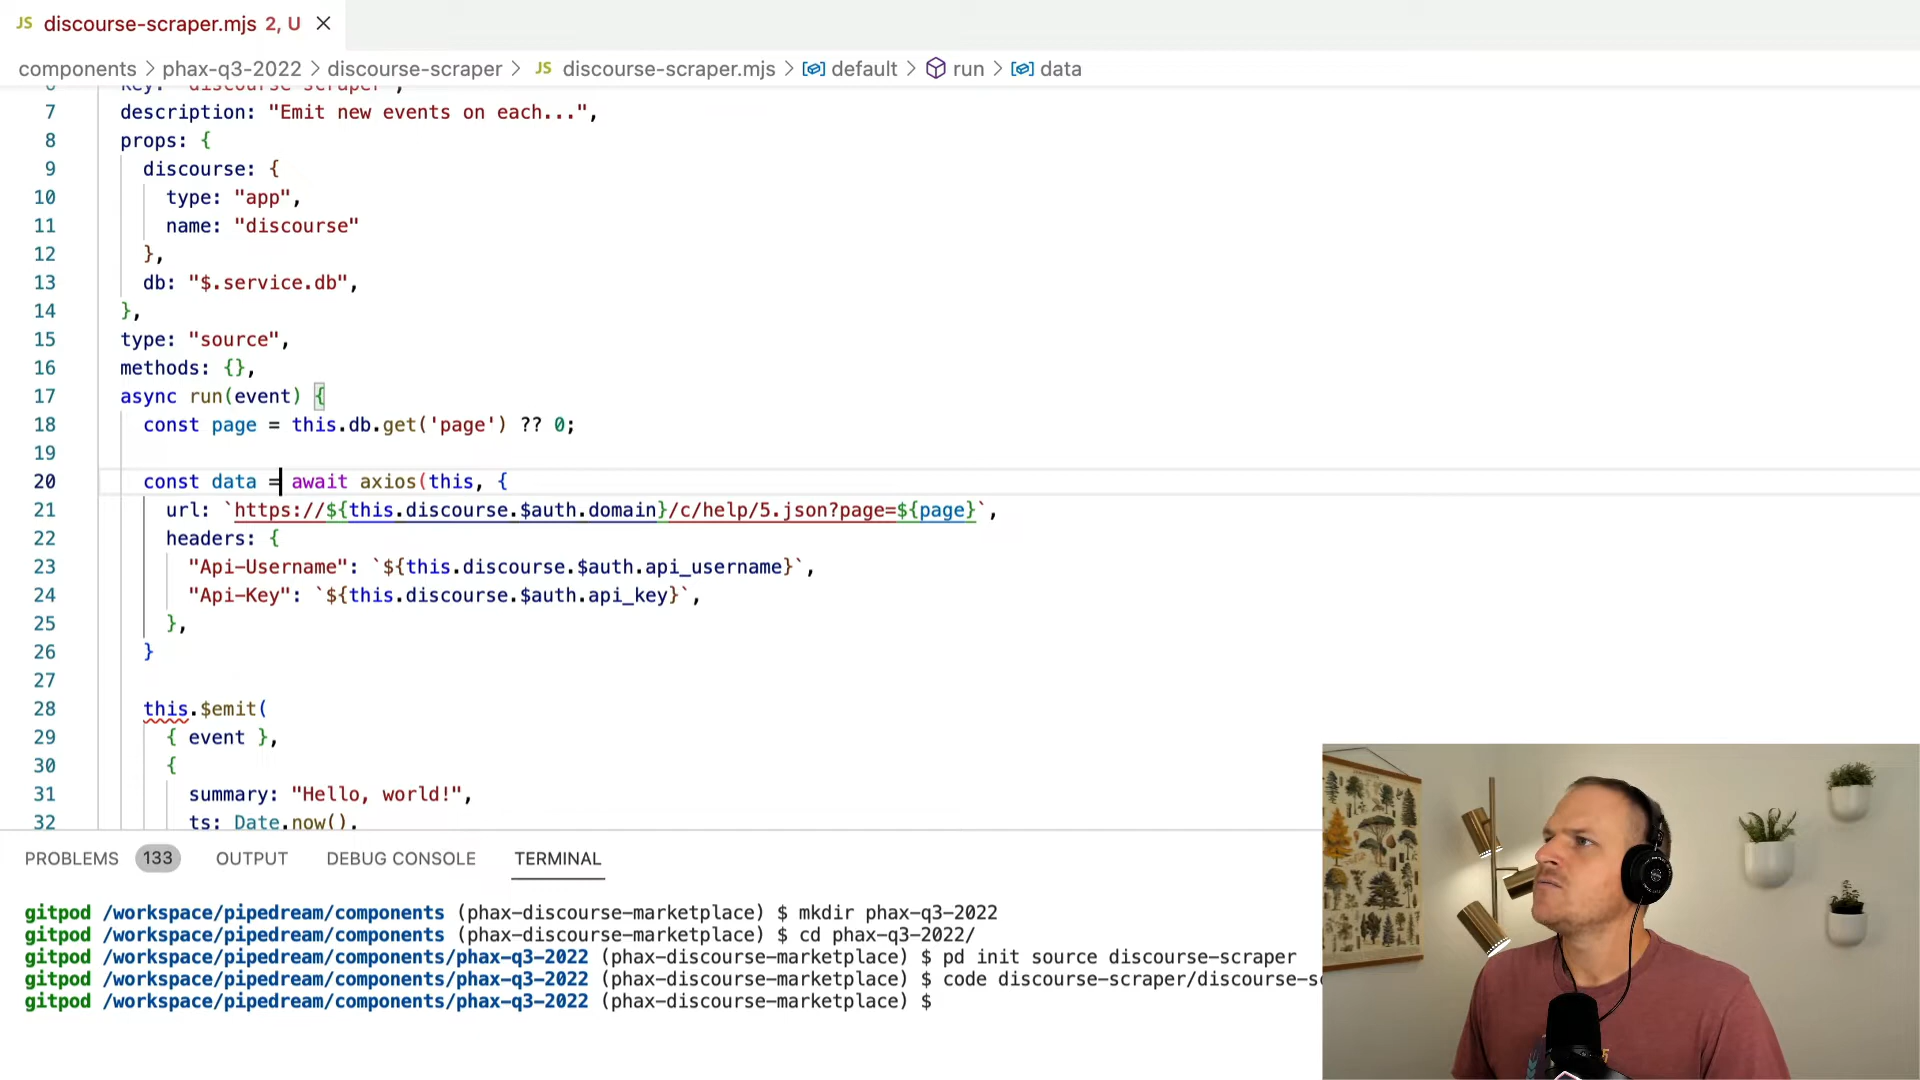 JS discourse-scraper.mjs 2, U ×
components > phax-q3-2022 > discourse-scraper > JS discourse-scraper.mjs > default > run > data
6 key: "discourse-scraper",
7 description: "Emit new events on each...",
8 props: {
9 discourse: {
10 type: "app",
11 name: "discourse"
12 },
13 db: "$.service.db",
14 },
15 type: "source",
16 methods: {},
17 async run(event) {
18 const page = this.db.get('page') ?? 0;
19
20 const data = await axios(this, {
21 url: `https://${this.discourse.$auth.domain}/c/help/5.json?page=${page}`,
22 headers: {
23 "Api-Username": `${this.discourse.$auth.api_username}`,
24 "Api-Key": `${this.discourse.$auth.api_key}`,
25 },
26 }
27
28 this.$emit(
29 { event },
30 {
31 summary: "Hello, world!",
32 ts: Date.now(),
PROBLEMS 133 OUTPUT DEBUG CONSOLE TERMINAL
gitpod /workspace/pipedream/components (phax-discourse-marketplace) $ mkdir phax-q3-2022
gitpod /workspace/pipedream/components (phax-discourse-marketplace) $ cd phax-q3-2022/
gitpod /workspace/pipedream/components/phax-q3-2022 (phax-discourse-marketplace) $ pd init source discourse-scraper
gitpod /workspace/pipedream/components/phax-q3-2022 (phax-discourse-marketplace) $ code discourse-scraper/discourse-sc
gitpod /workspace/pipedream/components/phax-q3-2022 (phax-discourse-marketplace) $